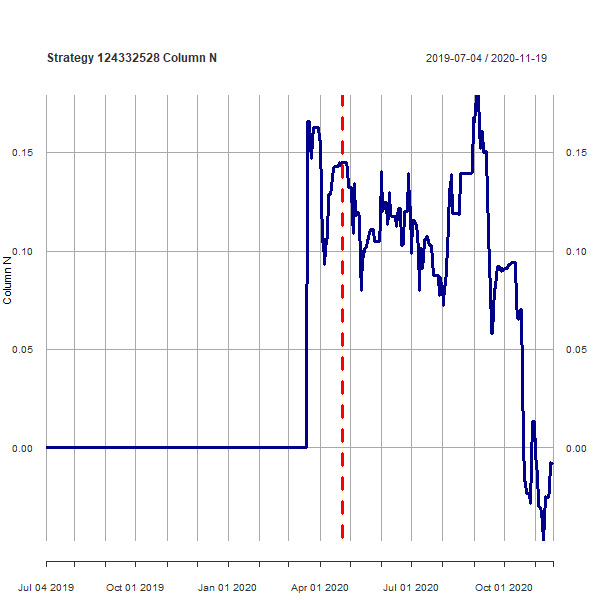 Strategy 124332528 Column N
2019-07-04 / 2020-11-19
Column N
0.15
0.10
0.05
0.00
0.15
0.10
0.05
0.00
Jul 04 2019
Oct 01 2019
Jan 01 2020
Apr 01 2020
Jul 01 2020
Oct 01 2020